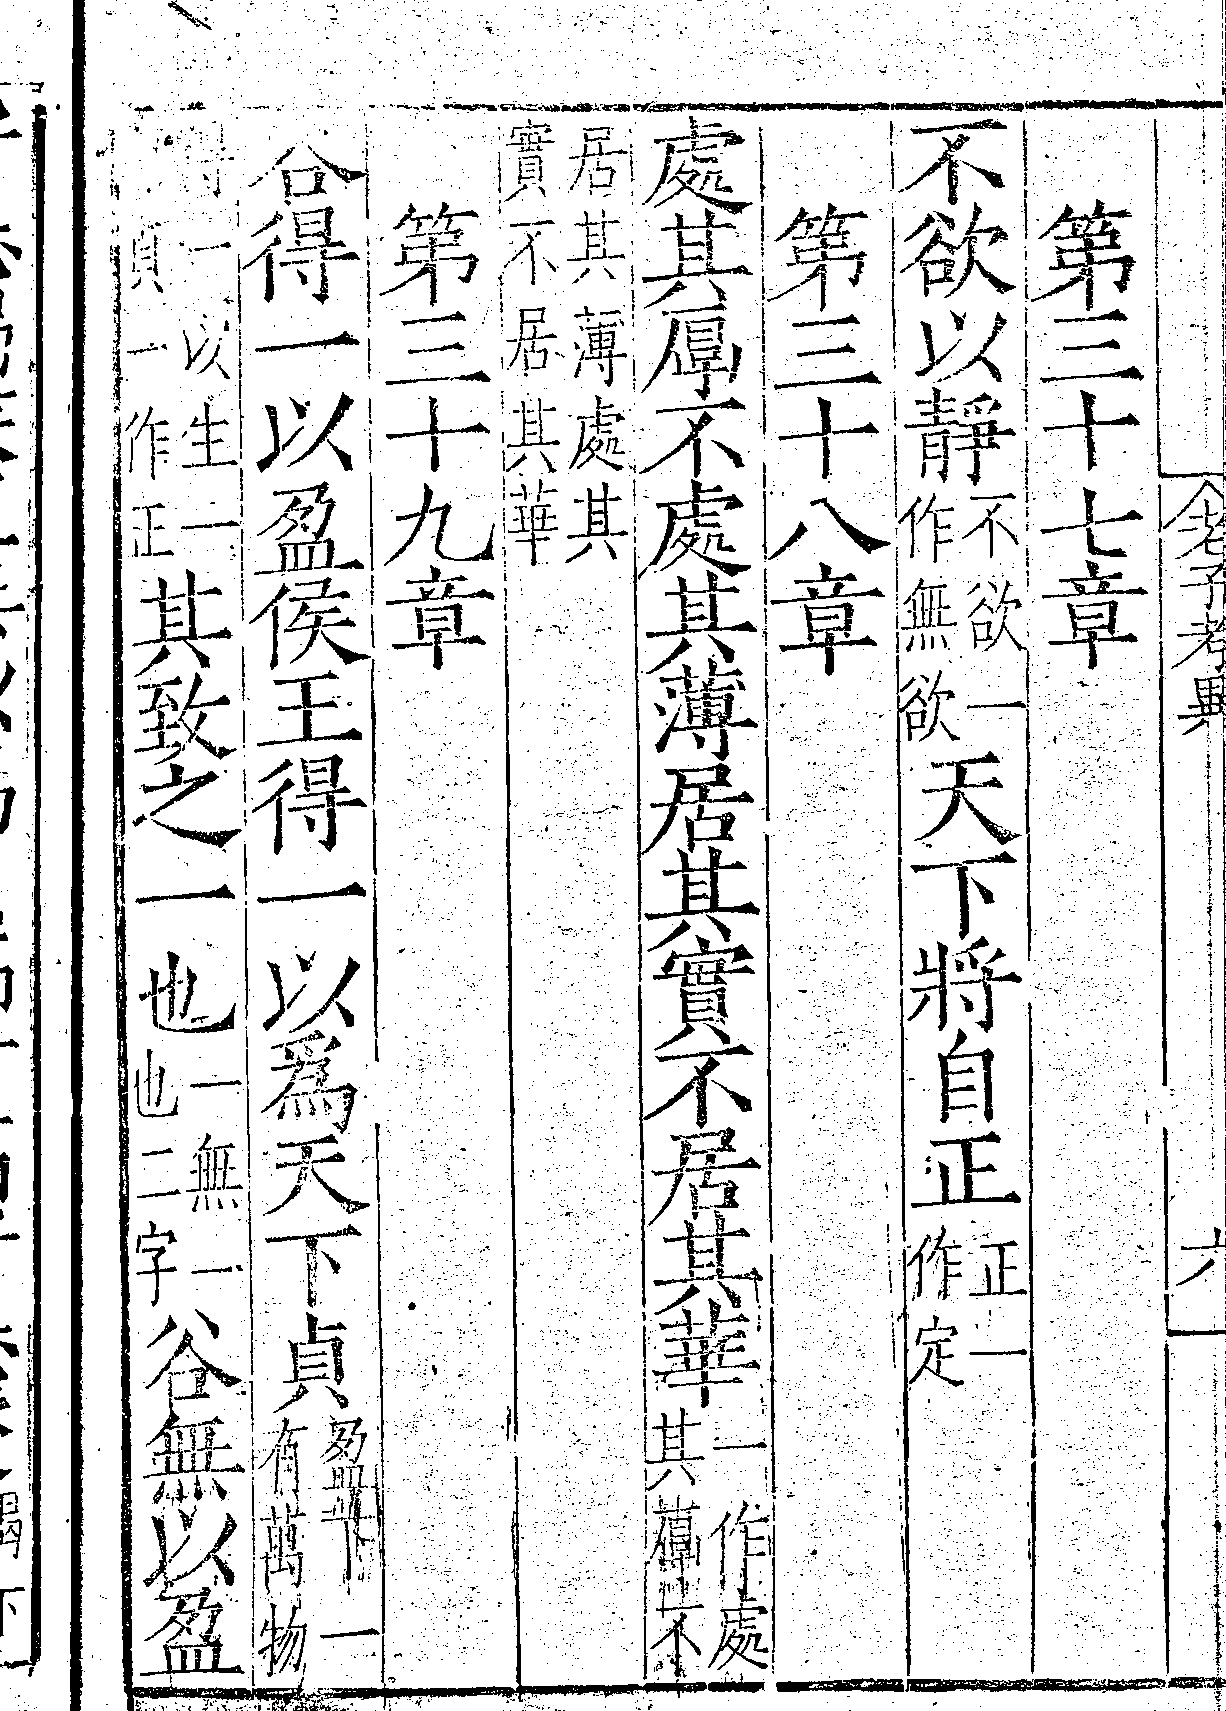 老子考異　六
第三十七章
不欲以靜不欲一作無欲天下將自正正一作定
第三十八章
處其厚不處其薄居其實不居其華一作處其厚不
居其薄處其實不居其華
第三十九章
谷得一以盈侯王得一以爲天下貞盈下一有萬物
得一以生一貞一作正其致之一也一無一也二字谷無以盈